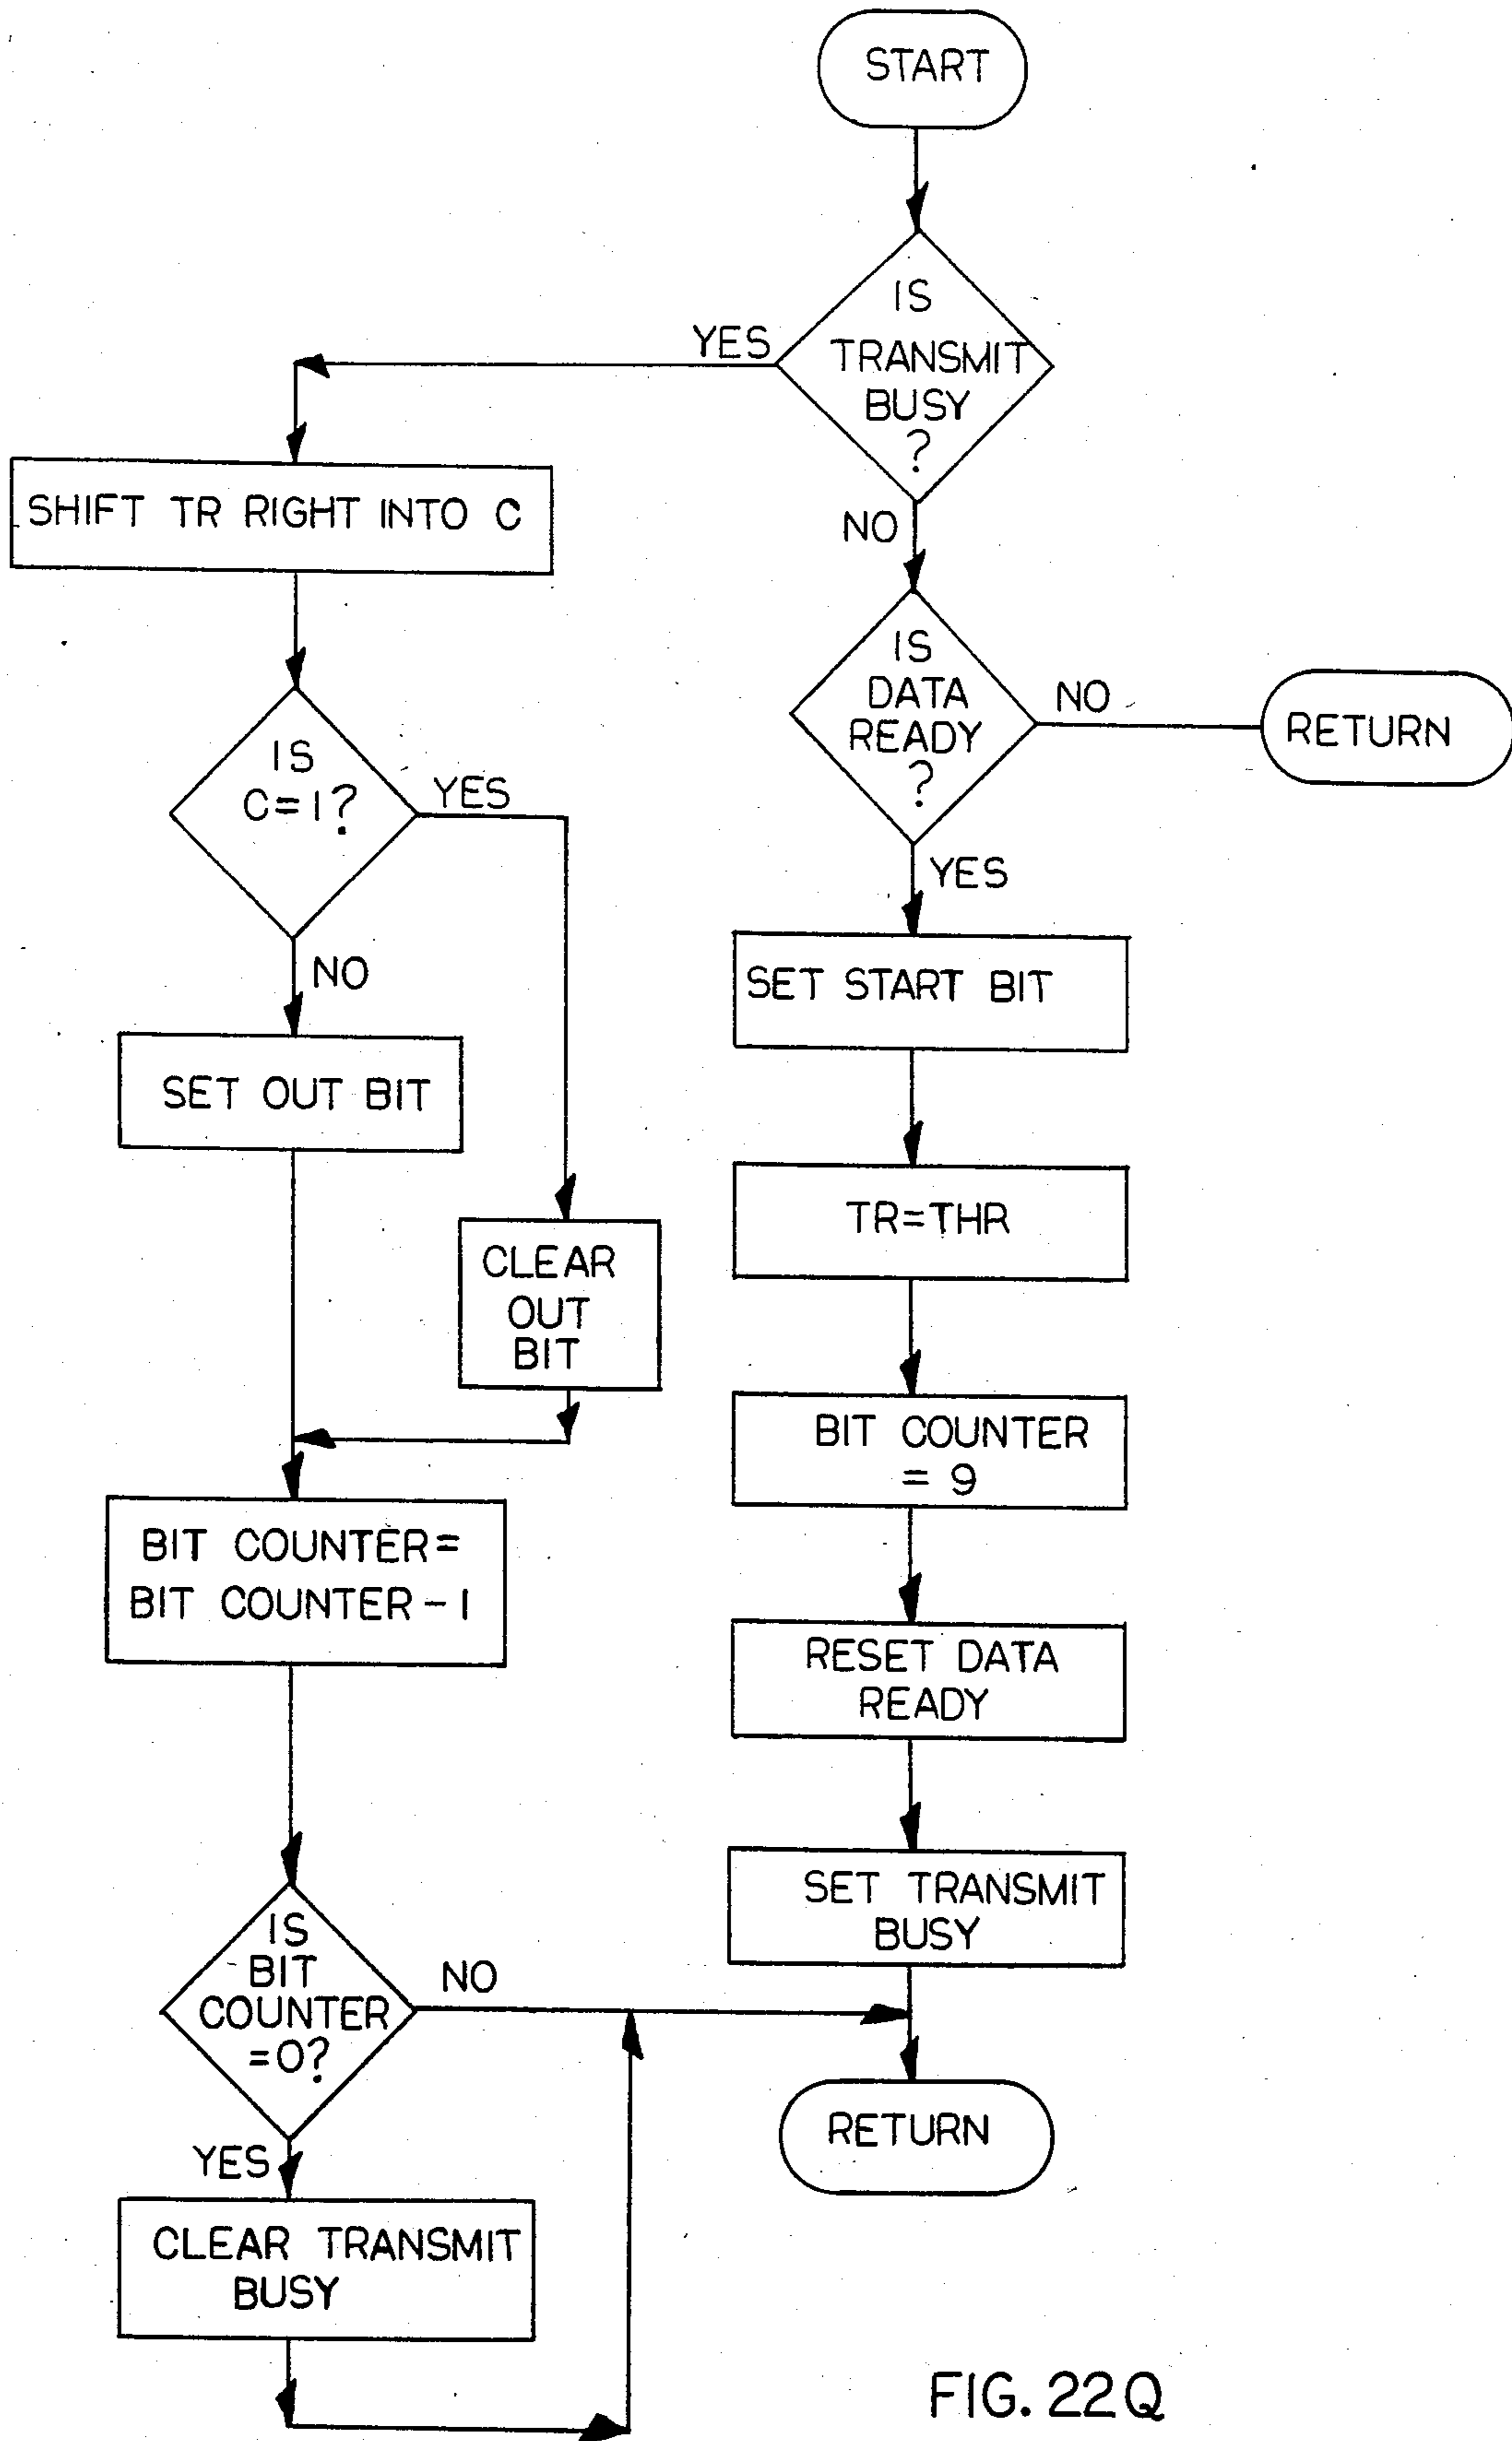 START
IS
TRANSMIT
BUSY
?
YES
NO
SHIFT TR RIGHT INTO C
IS
DATA
READY
?
NO
RETURN
YES
IS
C=1?
YES
NO
SET START BIT
SET OUT BIT
TR=THR
CLEAR
OUT
BIT
BIT COUNTER
= 9
BIT COUNTER=
BIT COUNTER-1
RESET DATA
READY
SET TRANSMIT
BUSY
IS
BIT
COUNTER
=0?
NO
YES
RETURN
CLEAR TRANSMIT
BUSY
FIG. 22Q